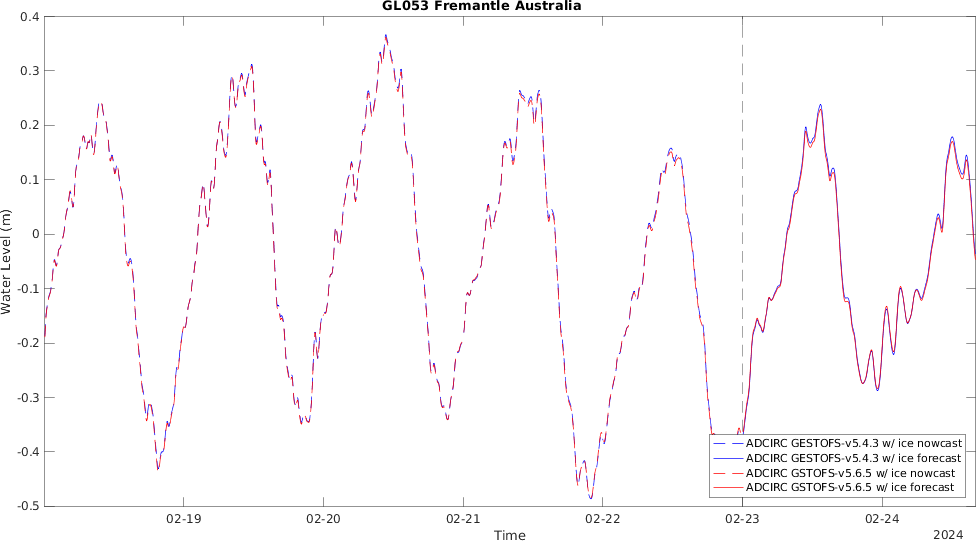 GL053 Fremantle Australia
0.4
0.3
0.2
0.1
0
-0.1
-0.2
-0.3
-0.4
-0.5
Water Level (m)
ADCIRC GESTOFS-v5.4.3 w/ ice nowcast
ADCIRC GESTOFS-v5.4.3 w/ ice forecast
ADCIRC GSTOFS-v5.6.5 w/ ice nowcast
ADCIRC GSTOFS-v5.6.5 w/ ice forecast
02-19 02-20 02-21 02-22 02-23 02-24
Time
2024